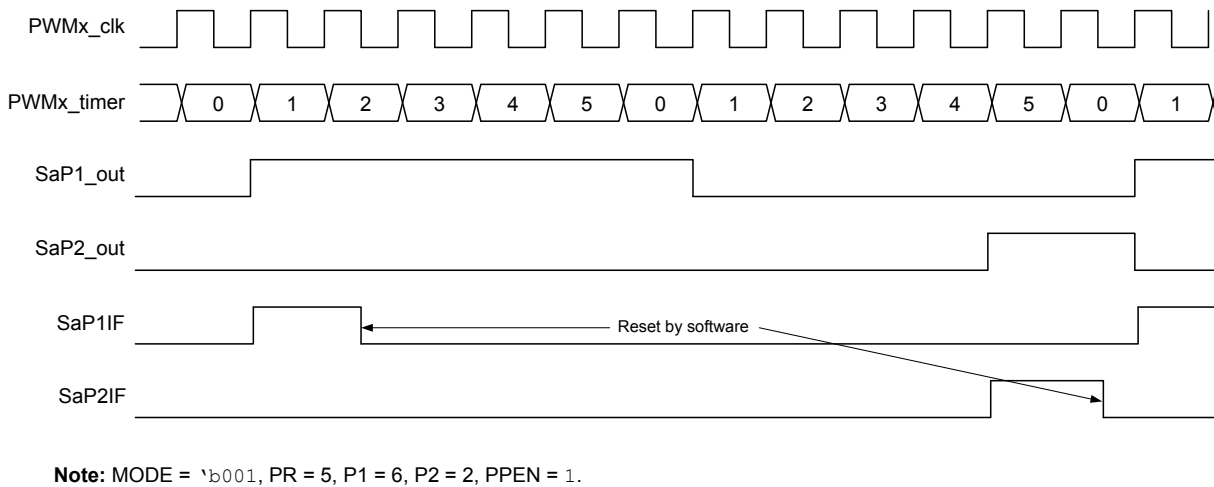 PWMx_clk
PWMx_timer 0 1 2 3 4 5 0 1 2 3 4 5 0 1
SaP1_out
SaP2_out
SaP1IF
Reset by software
SaP2IF
Note: MODE = ‘b001, PR = 5, P1 = 6, P2 = 2, PPEN = 1.